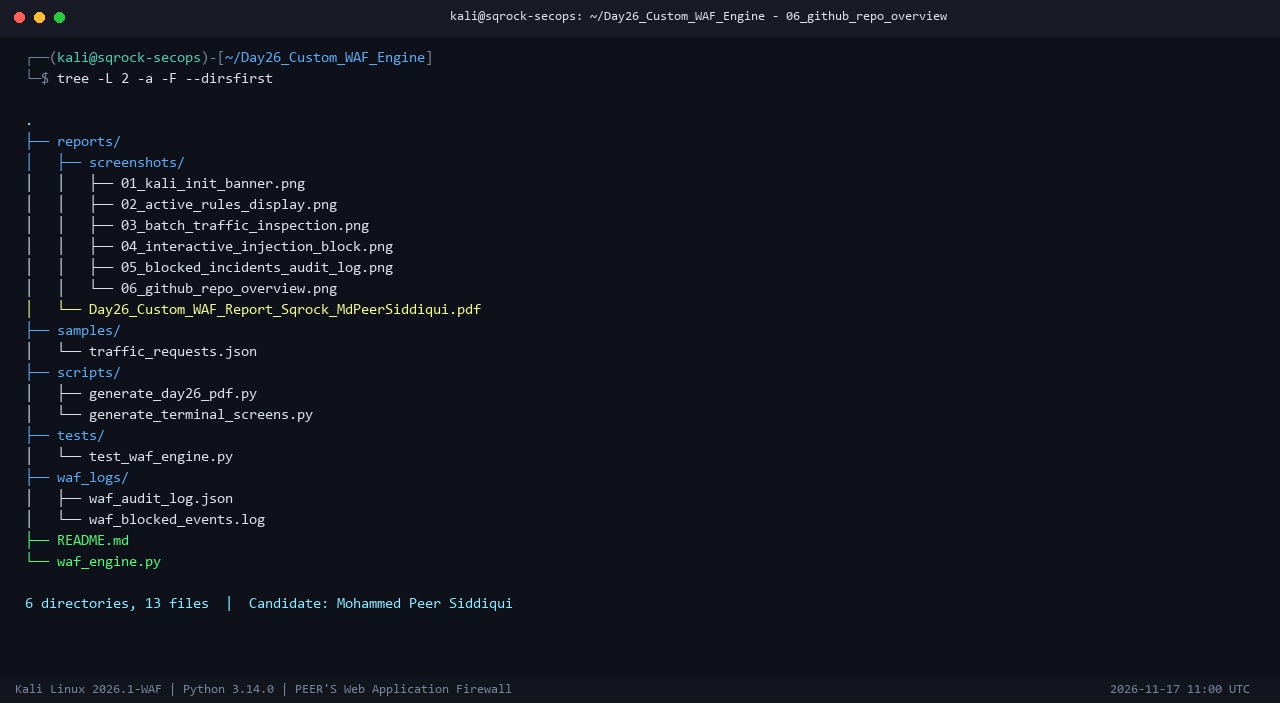 kali@sqrock-secops: ~/Day26_Custom_WAF_Engine - 06_github_repo_overview
┌──(kali@sqrock-secops)-[~/Day26_Custom_WAF_Engine]
└─$ tree -L 2 -a -F --dirsfirst
.
├── reports/
│   ├── screenshots/
│   │   ├── 01_kali_init_banner.png
│   │   ├── 02_active_rules_display.png
│   │   ├── 03_batch_traffic_inspection.png
│   │   ├── 04_interactive_injection_block.png
│   │   ├── 05_blocked_incidents_audit_log.png
│   │   └── 06_github_repo_overview.png
│   └── Day26_Custom_WAF_Report_Sqrock_MdPeerSiddiqui.pdf
├── samples/
│   └── traffic_requests.json
├── scripts/
│   ├── generate_day26_pdf.py
│   └── generate_terminal_screens.py
├── tests/
│   └── test_waf_engine.py
├── waf_logs/
│   ├── waf_audit_log.json
│   └── waf_blocked_events.log
├── README.md
└── waf_engine.py
6 directories, 13 files  │  Candidate: Mohammed Peer Siddiqui
Kali Linux 2026.1-WAF | Python 3.14.0 | PEER'S Web Application Firewall
2026-11-17 11:00 UTC